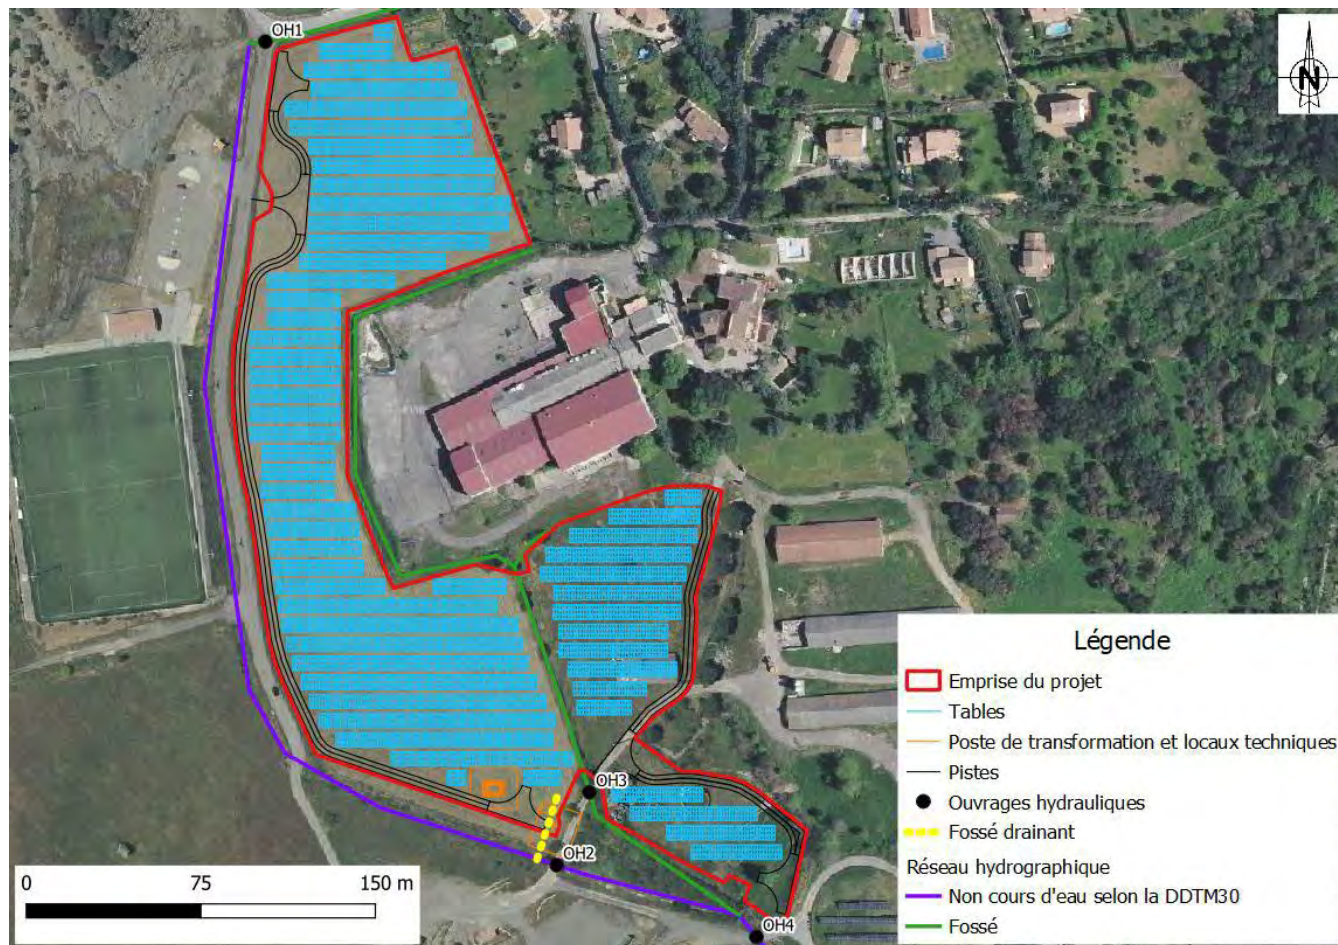 OH1
N
OH3
OH2
OH4
0 75 150 m
Légende
Emprise du projet
Tables
Poste de transformation et locaux techniques
Pistes
Ouvrages hydrauliques
Fossé drainant
Réseau hydrographique
Non cours d'eau selon la DDTM30
Fossé